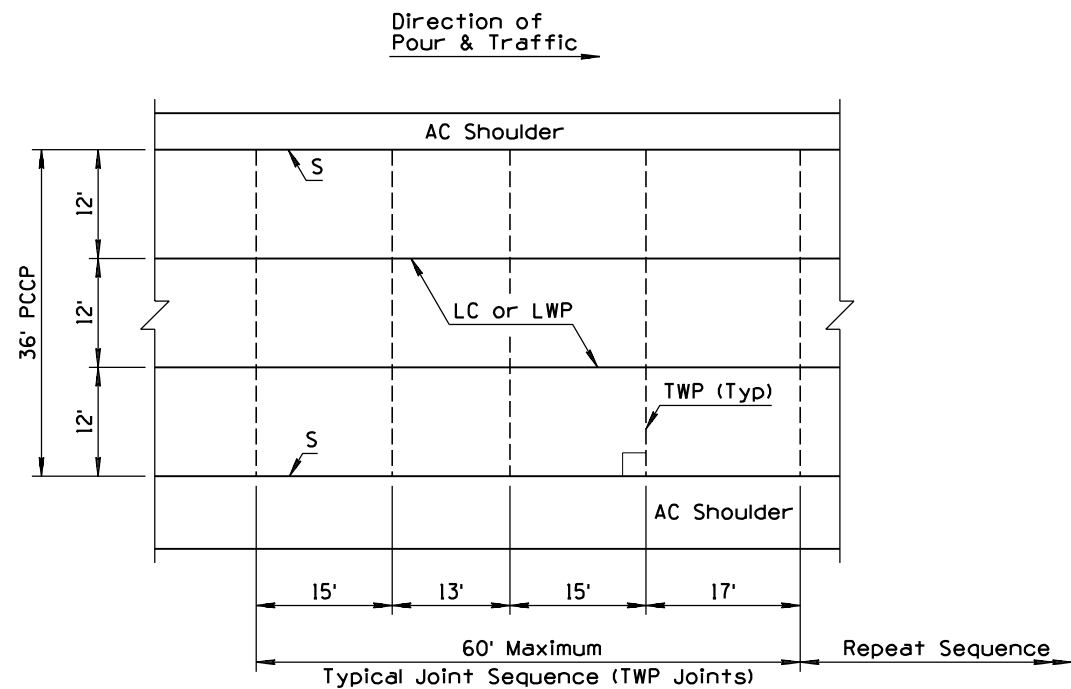 Direction of
Pour & Traffic
AC Shoulder
S
12'
12'
36' PCCP
LC or LWP
12'
TWP (Typ)
S
AC Shoulder
15'
13'
15'
17'
60' Maximum
Repeat Sequence
Typical Joint Sequence (TWP Joints)